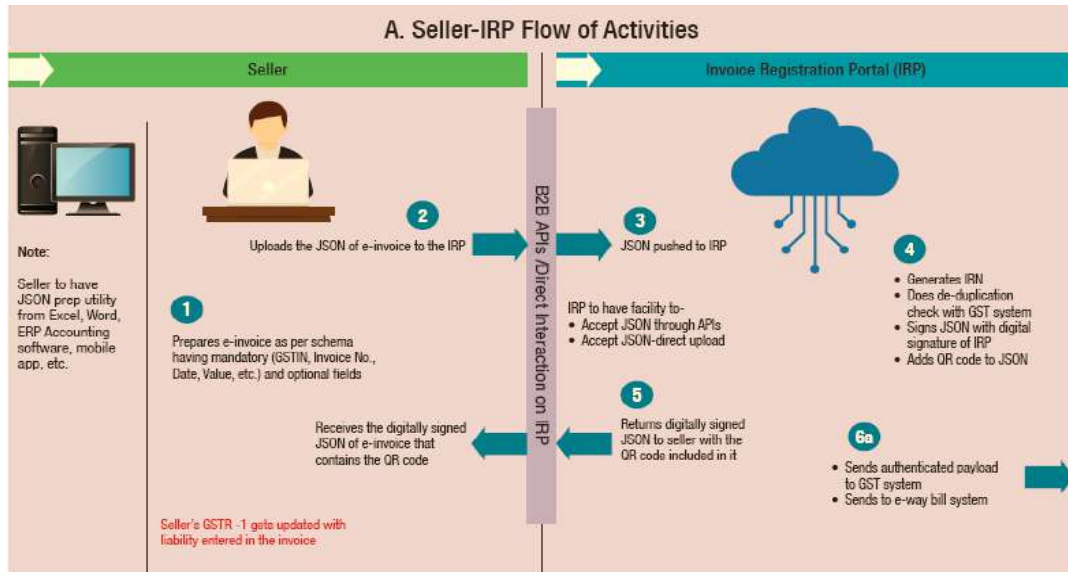 A. Seller-IRP Flow of Activities
Seller
Invoice Registration Portal (IRP)
Note:
Seller to have
JSON prep utility
from Excel, Word,
ERP Accounting
software, mobile
app, etc.
2
Uploads the JSON of e-invoice to the IRP
1
Prepares e-invoice as per schema
having mandatory (GSTIN, Invoice No.,
Date, Value, etc.) and optional fields
Receives the digitally signed
JSON of e-invoice that
contains the QR code
Seller's GSTR -1 gets updated with
liability entered in the invoice
B2B APIs /Direct Interaction on IRP
3
JSON pushed to IRP
IRP to have facility to-
• Accept JSON through APIs
• Accept JSON-direct upload
4
• Generates IRN
• Does de-duplication
check with GST system
• Signs JSON with digital
signature of IRP
• Adds QR code to JSON
5
Returns digitally signed
JSON to seller with the
QR code included in it
6a
• Sends authenticated payload
to GST system
• Sends to e-way bill system